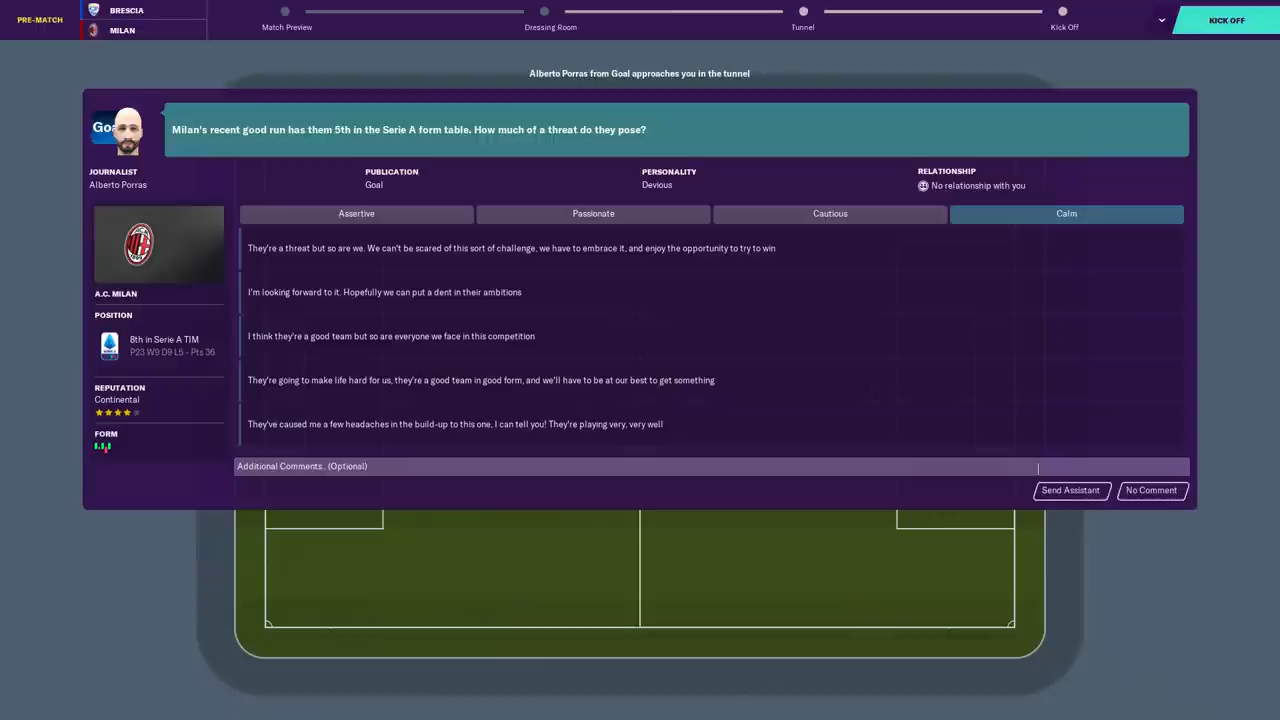 PRE-MATCH
BRESCIA
MILAN
Match Preview
Dressing Room
Tunnel
Kick Off
KICK OFF
Alberto Porras from Goal approaches you in the tunnel
Goal
Milan's recent good run has them 5th in the Serie A form table. How much of a threat do they pose?
JOURNALIST
Alberto Porras
PUBLICATION
Goal
PERSONALITY
Devious
RELATIONSHIP
No relationship with you
Assertive
Passionate
Cautious
Calm
They're a threat but so are we. We can't be scared of this sort of challenge, we have to embrace it, and enjoy the opportunity to try to win
I'm looking forward to it. Hopefully we can put a dent in their ambitions
I think they're a good team but so are everyone we face in this competition
They're going to make life hard for us, they're a good team in good form, and we'll have to be at our best to get something
They've caused me a few headaches in the build-up to this one, I can tell you! They're playing very, very well
A.C. MILAN
POSITION
8th in Serie A TIM
P23 W9 D9 L5 - Pts 36
REPUTATION
Continental
FORM
Additional Comments.. (Optional)
Send Assistant
No Comment